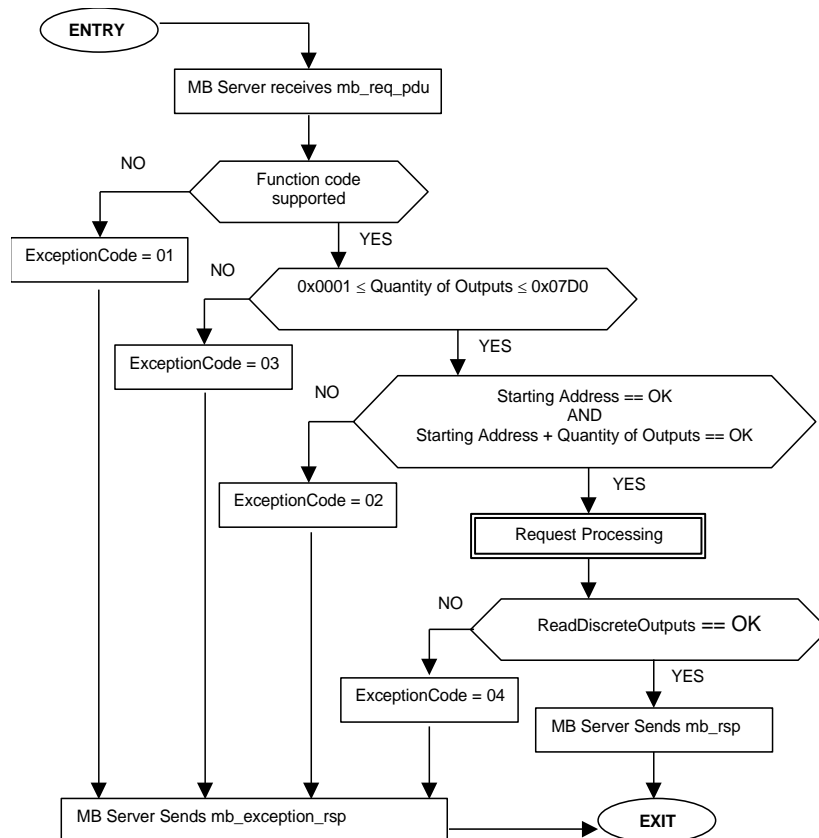 ENTRY
MB Server receives mb_req_pdu
NO
Function code
supported
YES
ExceptionCode = 01
NO
0x0001 ≤ Quantity of Outputs ≤ 0x07D0
YES
ExceptionCode = 03
NO
Starting Address == OK
AND
Starting Address + Quantity of Outputs == OK
YES
ExceptionCode = 02
Request Processing
NO
ReadDiscreteOutputs == OK
YES
ExceptionCode = 04
MB Server Sends mb_rsp
MB Server Sends mb_exception_rsp
EXIT